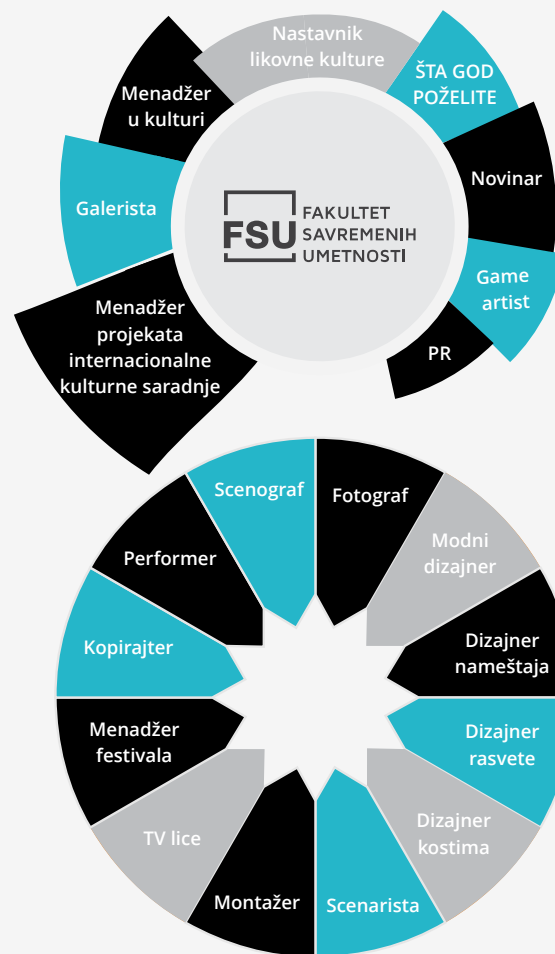 Nastavnik
likovne kulture
ŠTA GOD
POŽELITE
Menadžer
u kulturi
Novinar
Galerista
FSU
FAKULTET
SAVREMENIH
UMETNOSTI
Game
artist
Menadžer
projekata
internacionalne
kulturne saradnje
PR
Scenograf
Fotograf
Modni
dizajner
Performer
Dizajner
nameštaja
Kopirajter
Dizajner
rasvete
Menadžer
festivala
Dizajner
kostima
TV lice
Montažer
Scenarista